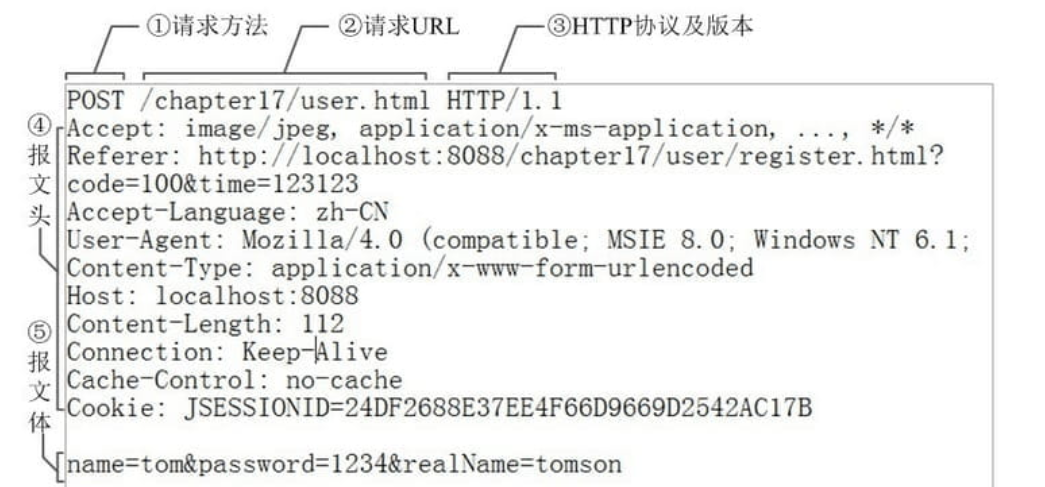 ①请求方法 ②请求URL ③HTTP协议及版本
POST /chapter17/user.html HTTP/1.1
④报文头
Accept: image/jpeg, application/x-ms-application, ..., */*
Referer: http://localhost:8088/chapter17/user/register.html?
code=100&time=123123
Accept-Language: zh-CN
User-Agent: Mozilla/4.0 (compatible; MSIE 8.0; Windows NT 6.1;
Content-Type: application/x-www-form-urlencoded
Host: localhost:8088
Content-Length: 112
Connection: Keep-Alive
Cache-Control: no-cache
Cookie: JSESSIONID=24DF2688E37EE4F66D9669D2542AC17B
⑤报文体
name=tom&password=1234&realName=tomson